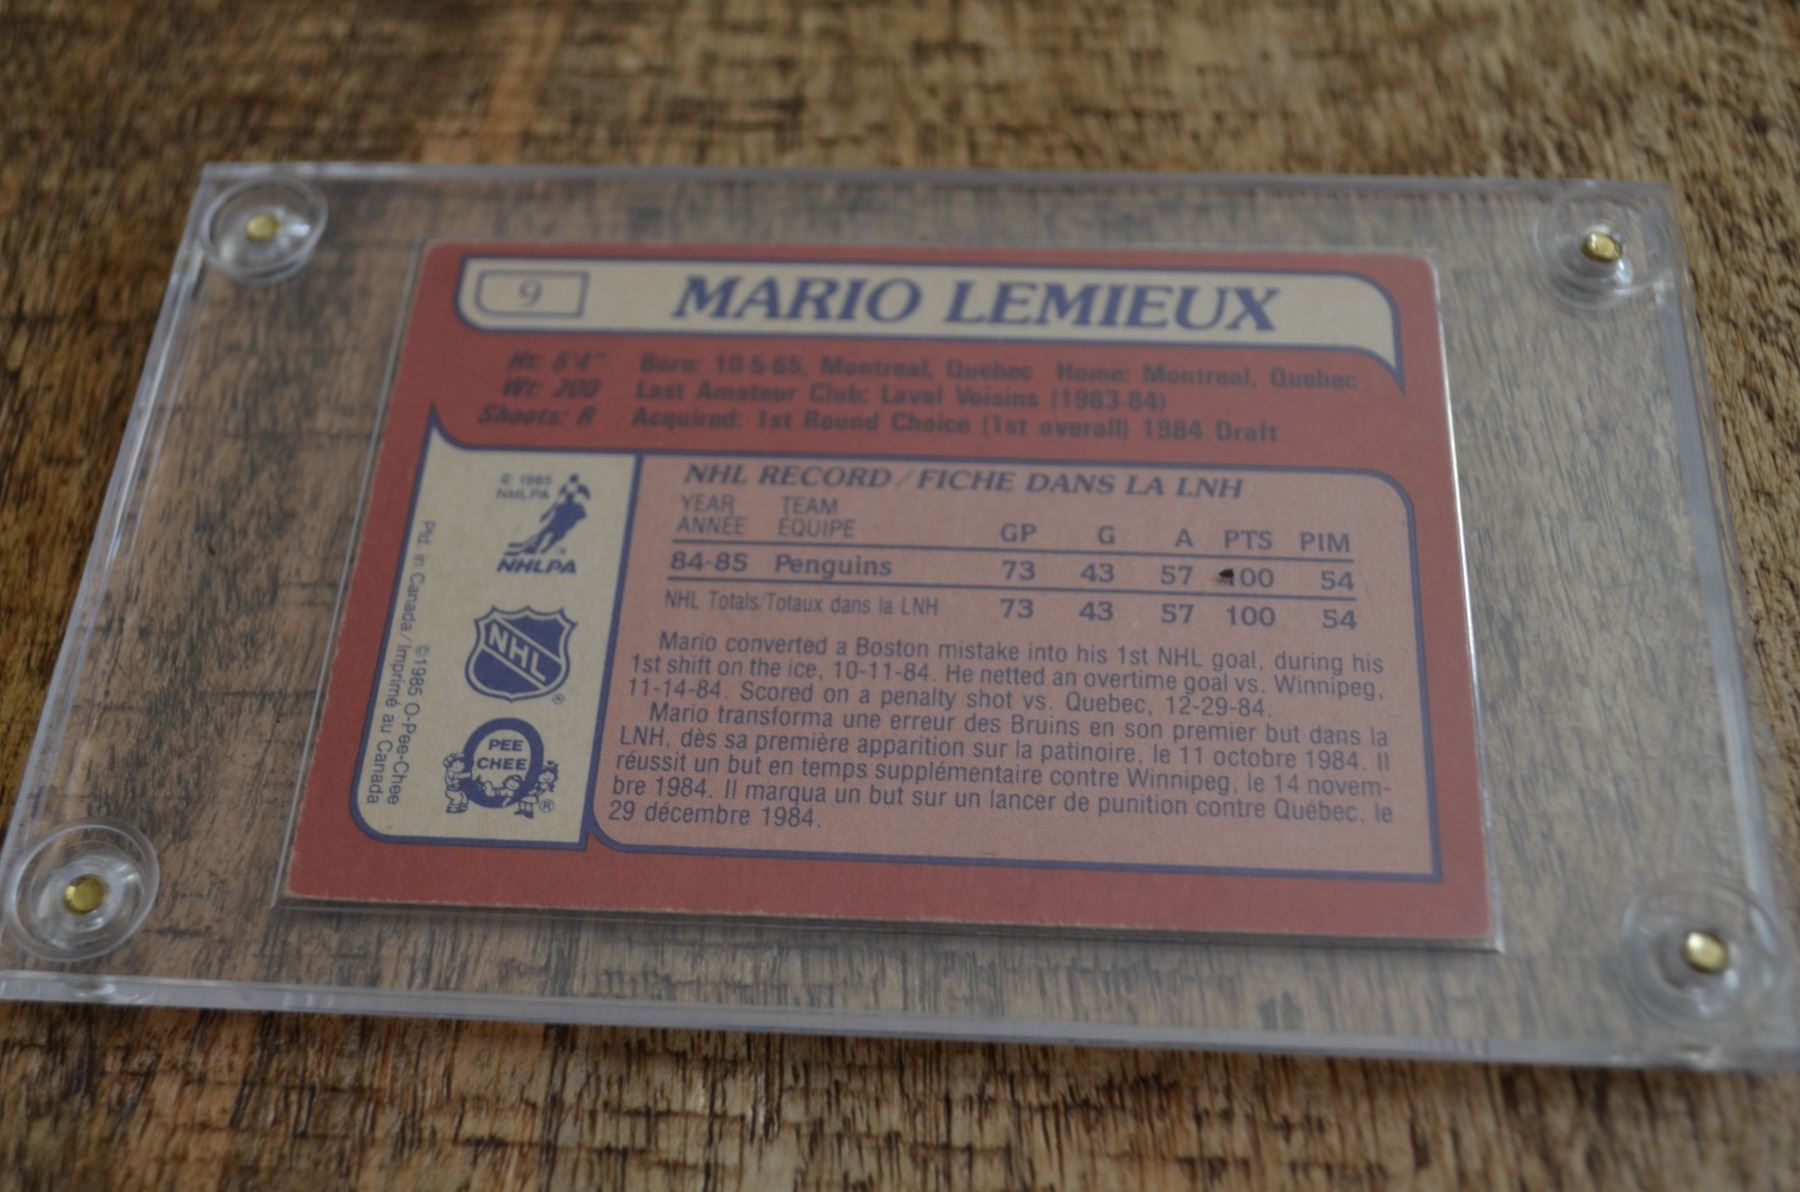 9 MARIO LEMIEUX
Ht: 6'4" Born: 10-5-65, Montreal, Quebec Home: Montreal, Quebec
Wt: 200 Last Amateur Club: Laval Voisins (1983-84)
Shoots: R Acquired: 1st Round Choice (1st overall) 1984 Draft
© 1985
NHLPA
NHLPA
NHL
PEE
CHEE
©1985 O-Pee-Chee
Ptd. in Canada/Imprimé au Canada
NHL RECORD/FICHE DANS LA LNH
YEAR TEAM
ANNÉE ÉQUIPE GP G A PTS PIM
84-85 Penguins 73 43 57 100 54
NHL Totals/Totaux dans la LNH 73 43 57 100 54
Mario converted a Boston mistake into his 1st NHL goal, during his
1st shift on the ice, 10-11-84. He netted an overtime goal vs. Winnipeg,
11-14-84. Scored on a penalty shot vs. Quebec, 12-29-84.
Mario transforma une erreur des Bruins en son premier but dans la
LNH, dès sa première apparition sur la patinoire, le 11 octobre 1984. Il
réussit un but en temps supplémentaire contre Winnipeg, le 14 novem-
bre 1984. Il marqua un but sur un lancer de punition contre Québec, le
29 décembre 1984.